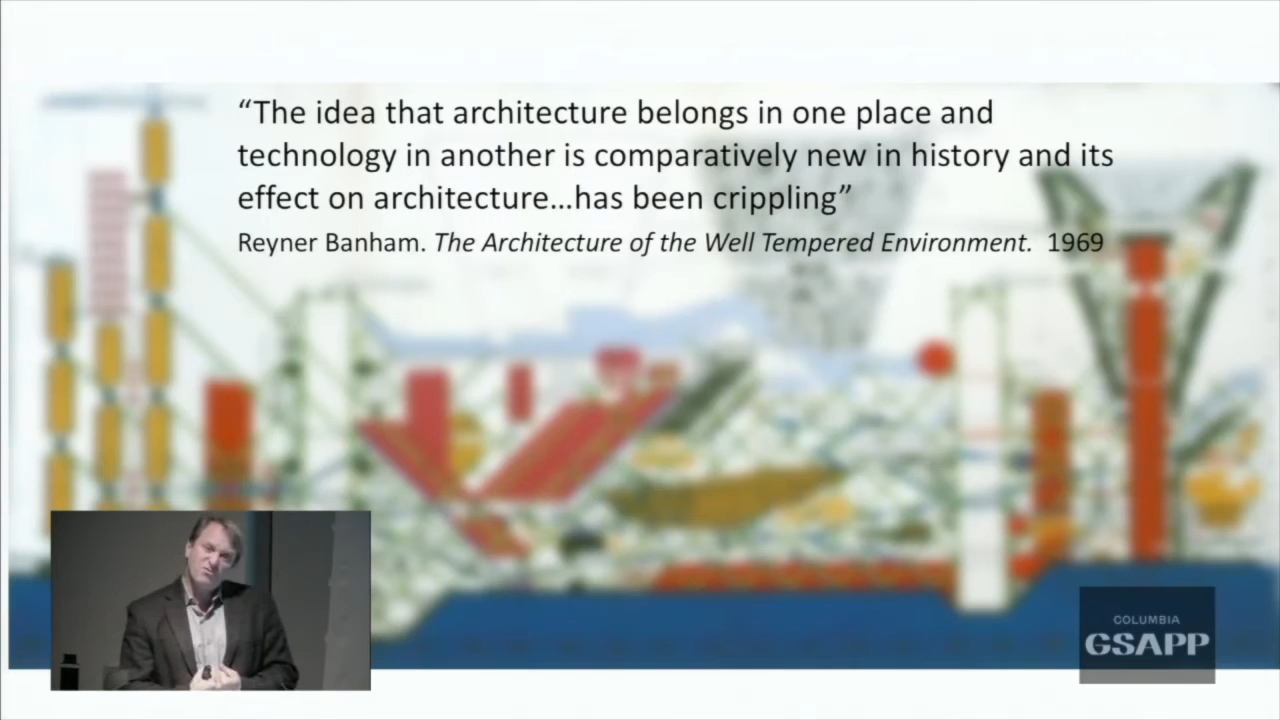 “The idea that architecture belongs in one place and
technology in another is comparatively new in history and its
effect on architecture…has been crippling”
Reyner Banham. The Architecture of the Well Tempered Environment.  1969
COLUMBIA
GSAPP